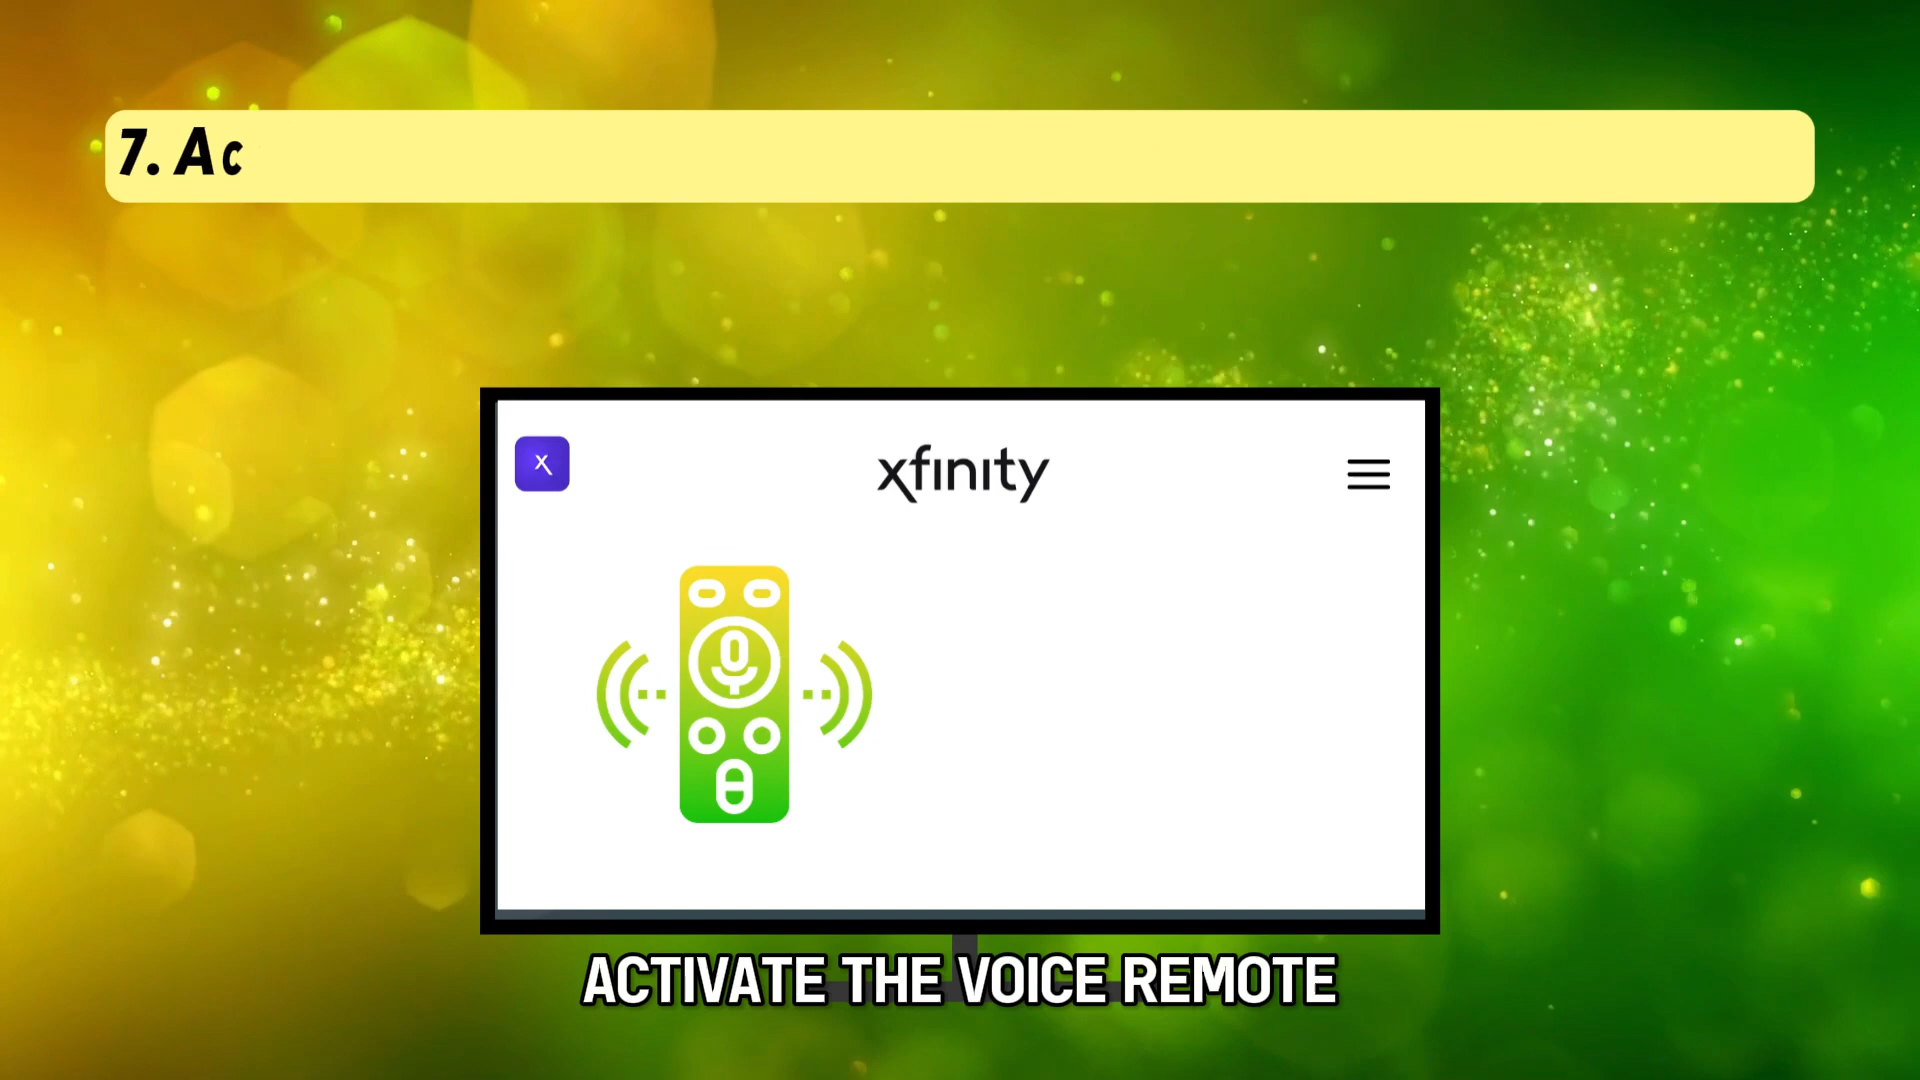 7. Ac
x
xfinity
ACTIVATE THE VOICE REMOTE